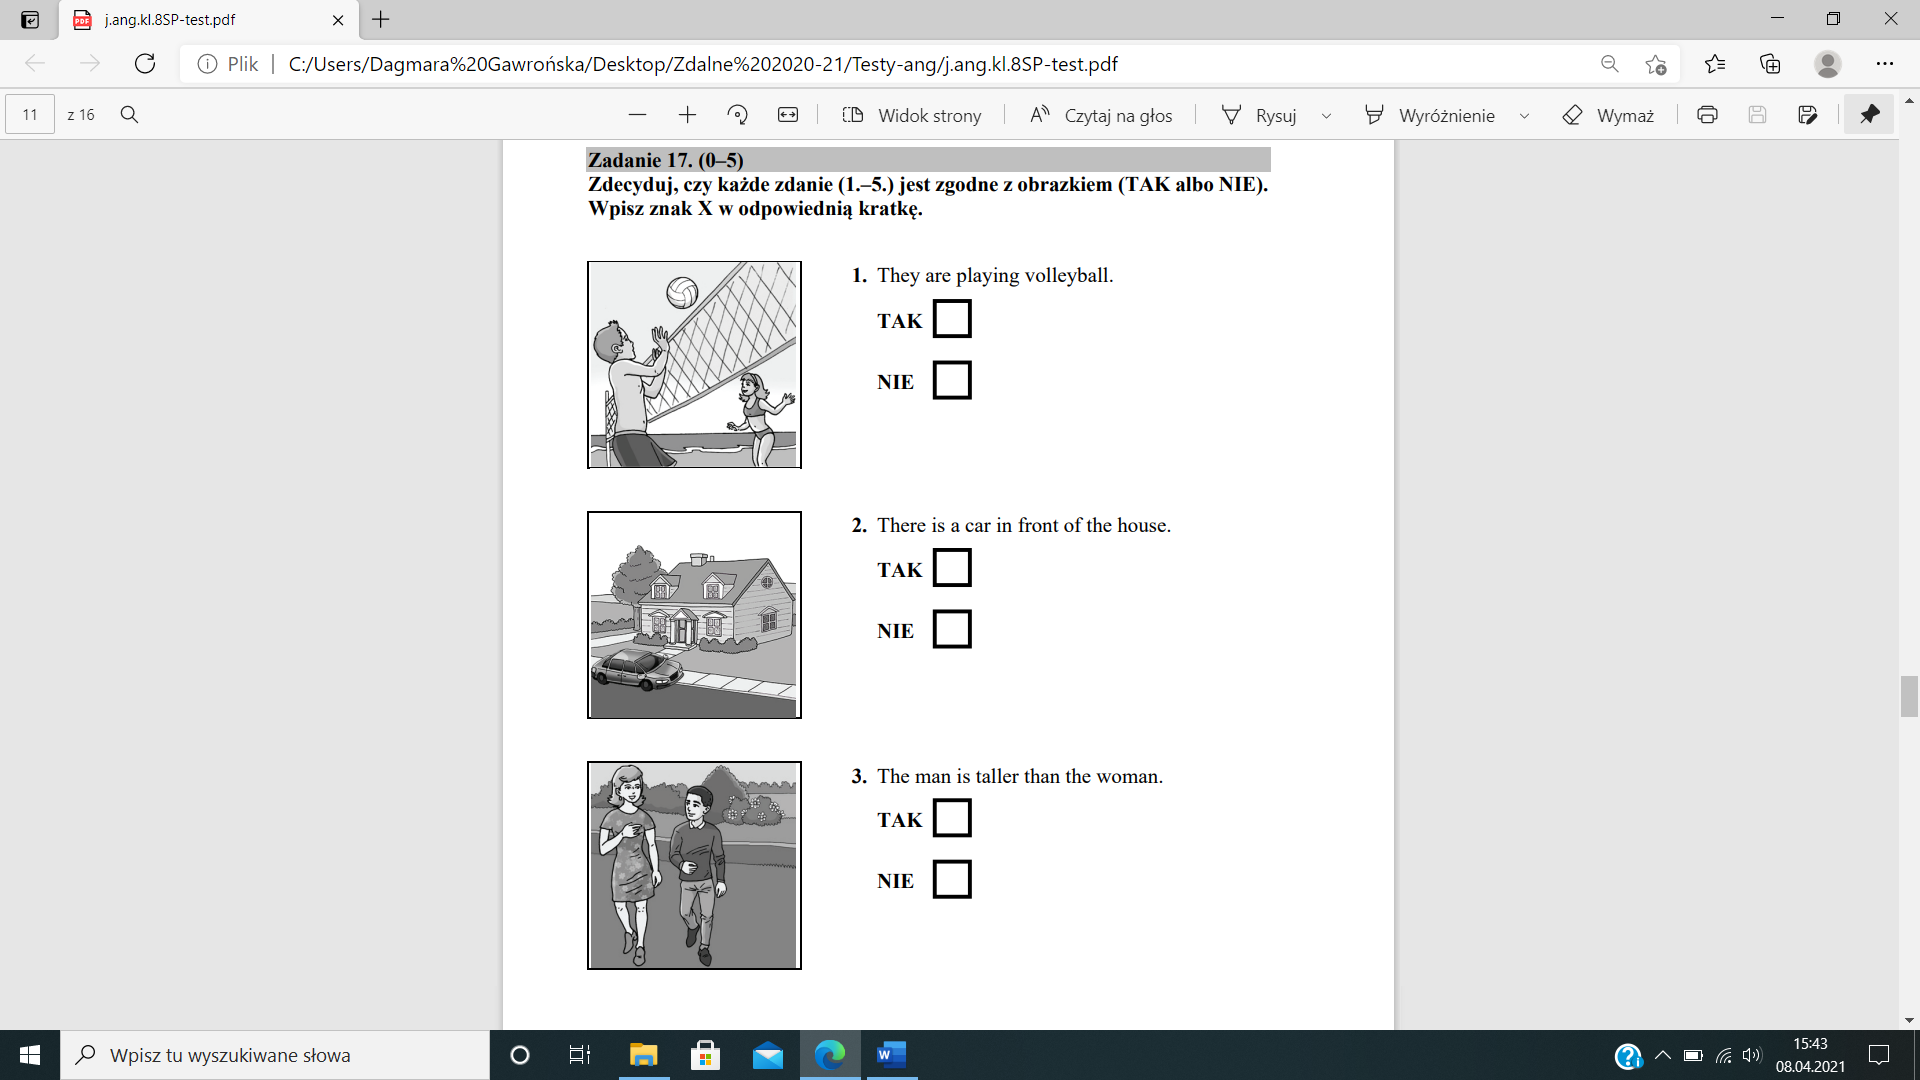 j.ang.kl.8SP-test.pdf
Plik | C:/Users/Dagmara%20Gawrońska/Desktop/Zdalne%202020-21/Testy-ang/j.ang.kl.8SP-test.pdf
11 z 16 Widok strony Czytaj na głos Rysuj Wyróżnienie Wymaż
Zadanie 17. (0–5)
Zdecyduj, czy każde zdanie (1.–5.) jest zgodne z obrazkiem (TAK albo NIE).
Wpisz znak X w odpowiednią kratkę.
1. They are playing volleyball.
TAK
NIE
2. There is a car in front of the house.
TAK
NIE
3. The man is taller than the woman.
TAK
NIE
Wpisz tu wyszukiwane słowa
15:43
08.04.2021